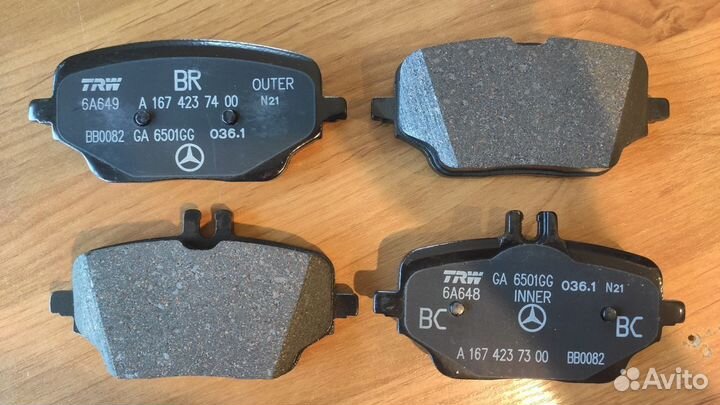 TRW BR OUTER
6A649 A 167 423 74 00 N21
BB0082 GA 6501GG 036.1
TRW GA 6501GG 036.1 N21
6A648 INNER
BC BC
A 167 423 73 00 BB0082
Avito